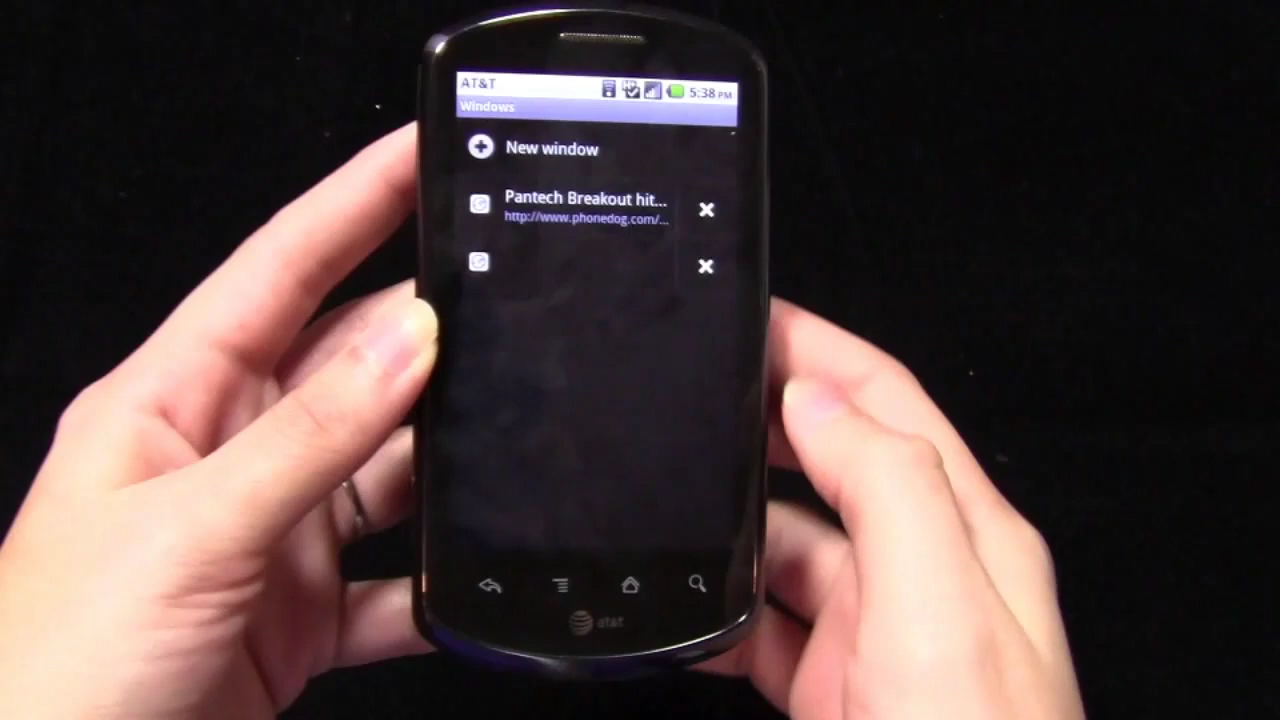 AT&T 5:38 PM
Windows
New window
Pantech Breakout hit...
http://www.phonedog.com/...
at&t